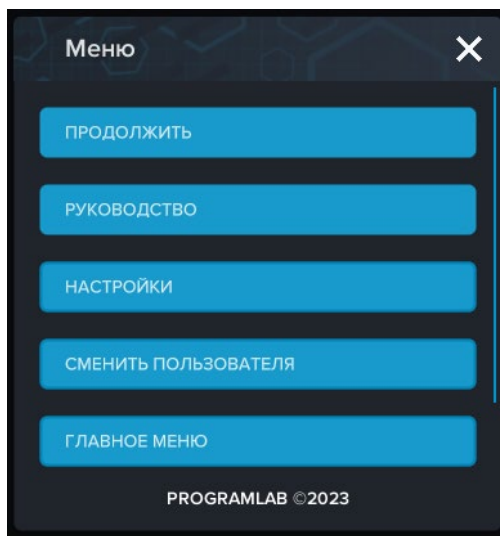 Меню
ПРОДОЛЖИТЬ
РУКОВОДСТВО
НАСТРОЙКИ
СМЕНИТЬ ПОЛЬЗОВАТЕЛЯ
ГЛАВНОЕ МЕНЮ
PROGRAMLAB ©2023